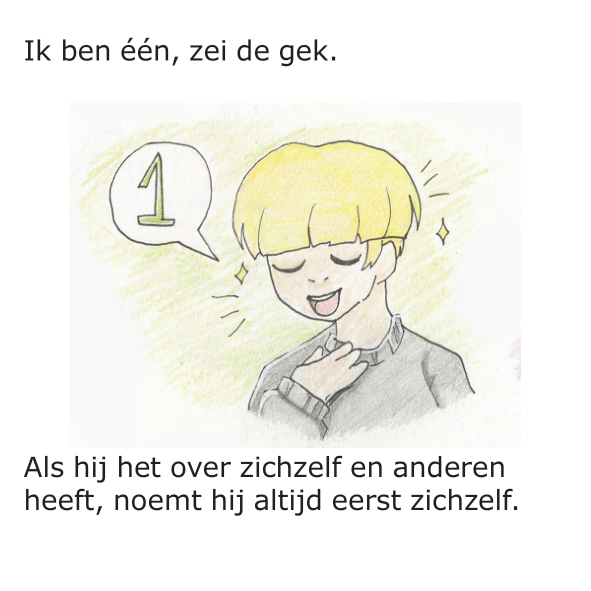 Ik ben één, zei de gek.
1
Als hij het over zichzelf en anderen
heeft, noemt hij altijd eerst zichzelf.